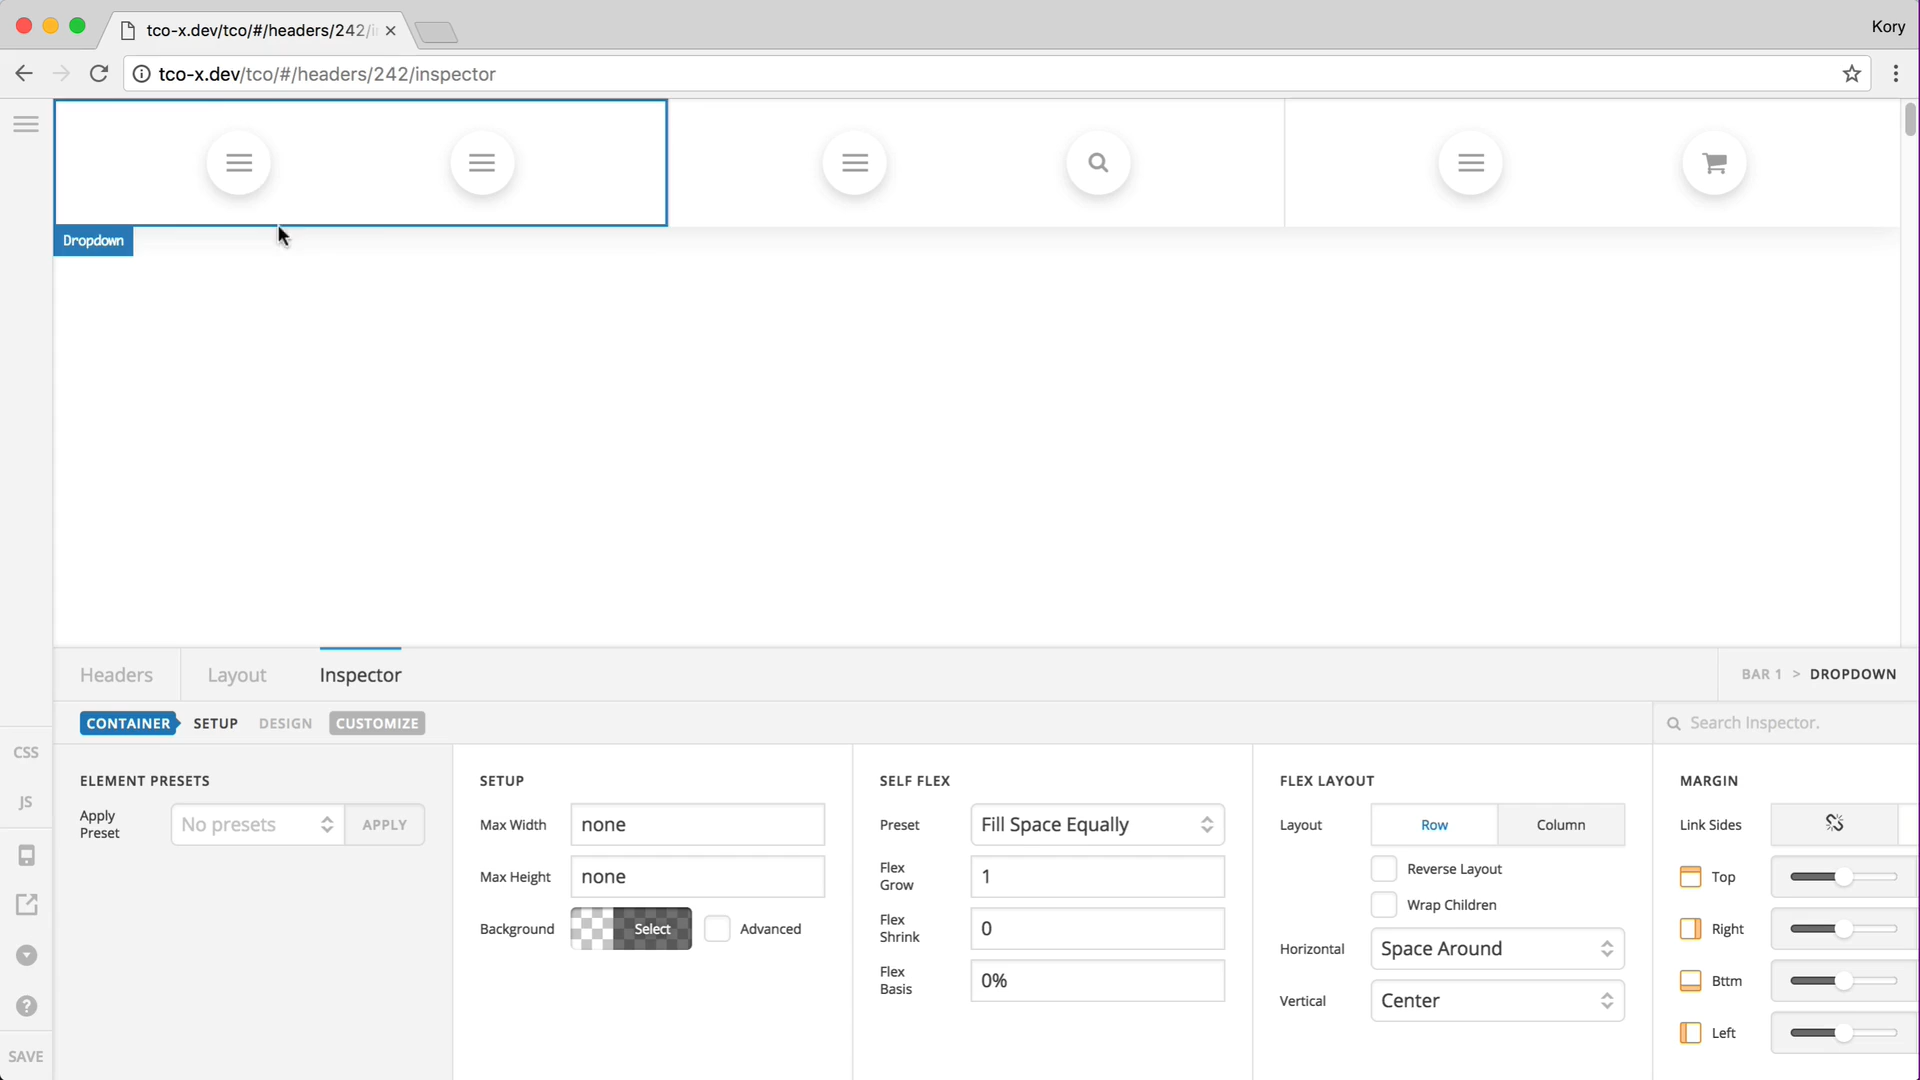 tco-x.dev/tco/#/headers/242/i
Kory
tco-x.dev/tco/#/headers/242/inspector
Dropdown
Headers
Layout
Inspector
BAR 1 > DROPDOWN
CONTAINER
SETUP
DESIGN
CUSTOMIZE
Search Inspector.
CSS
JS
SAVE
ELEMENT PRESETS
Apply
Preset
No presets
APPLY
SETUP
Max Width
none
Max Height
none
Background
Select
Advanced
SELF FLEX
Preset
Fill Space Equally
Flex
Grow
1
Flex
Shrink
0
Flex
Basis
0%
FLEX LAYOUT
Layout
Row
Column
Reverse Layout
Wrap Children
Horizontal
Space Around
Vertical
Center
MARGIN
Link Sides
Top
Right
Bttm
Left